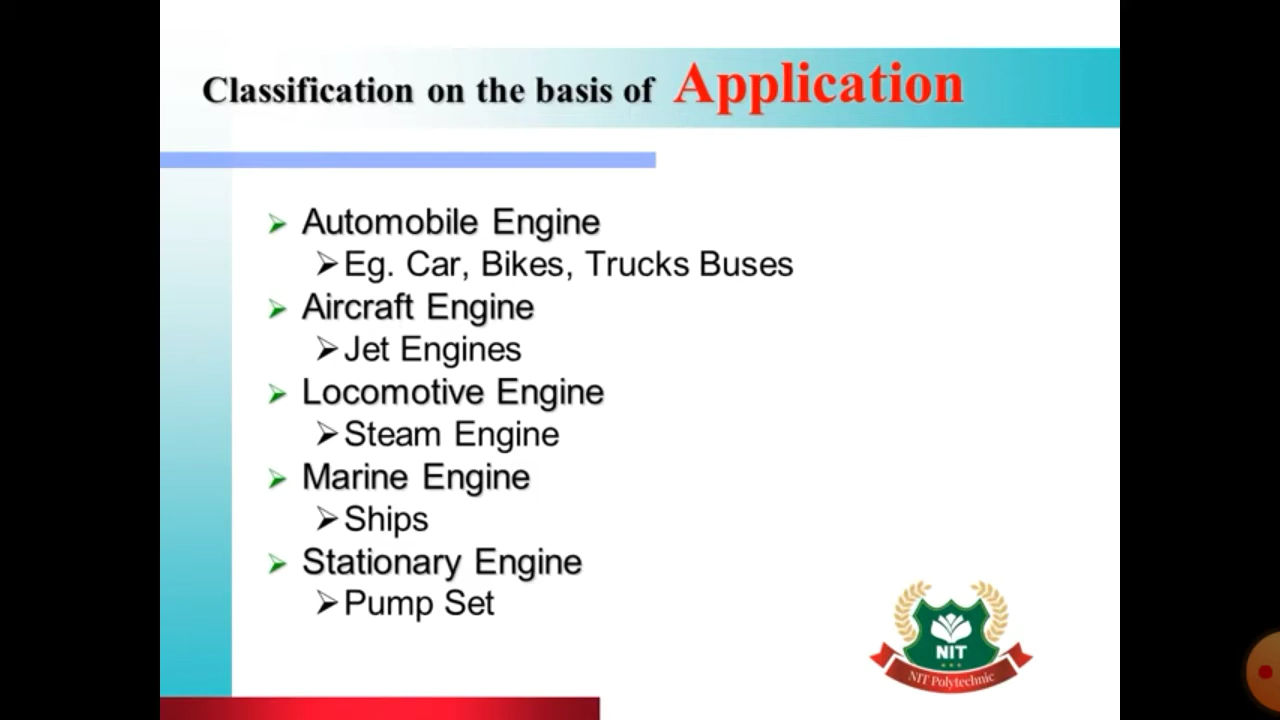 Classification on the basis of Application
Automobile Engine
Eg. Car, Bikes, Trucks Buses
Aircraft Engine
Jet Engines
Locomotive Engine
Steam Engine
Marine Engine
Ships
Stationary Engine
Pump Set
NIT
NIT Polytechnic